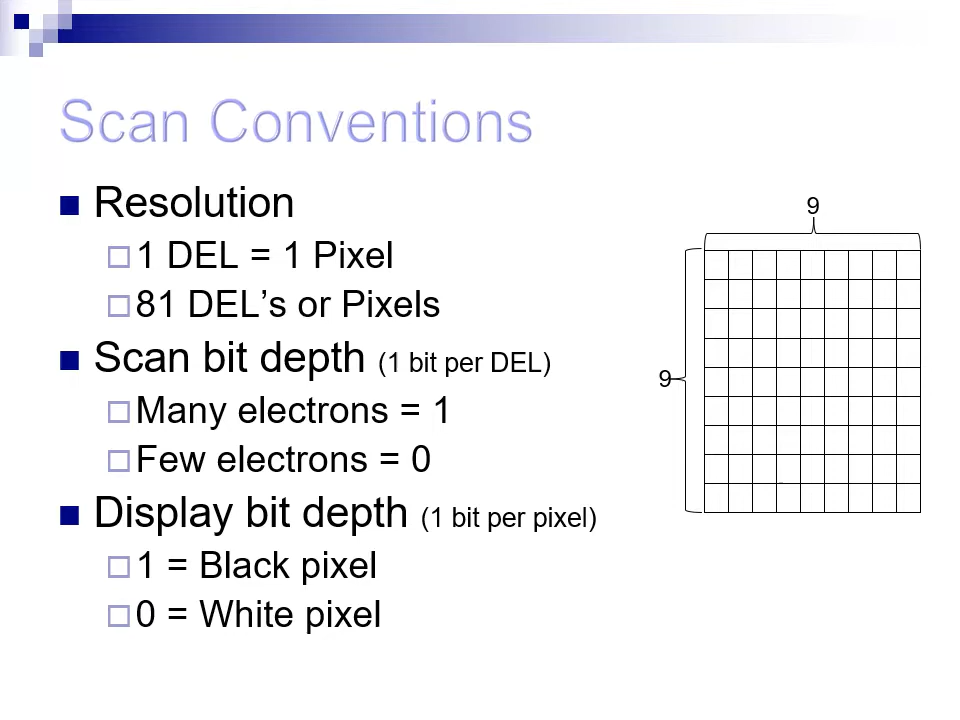 Scan Conventions
Resolution
1 DEL = 1 Pixel
81 DEL’s or Pixels
Scan bit depth (1 bit per DEL)
Many electrons = 1
Few electrons = 0
Display bit depth (1 bit per pixel)
1 = Black pixel
0 = White pixel
9
9